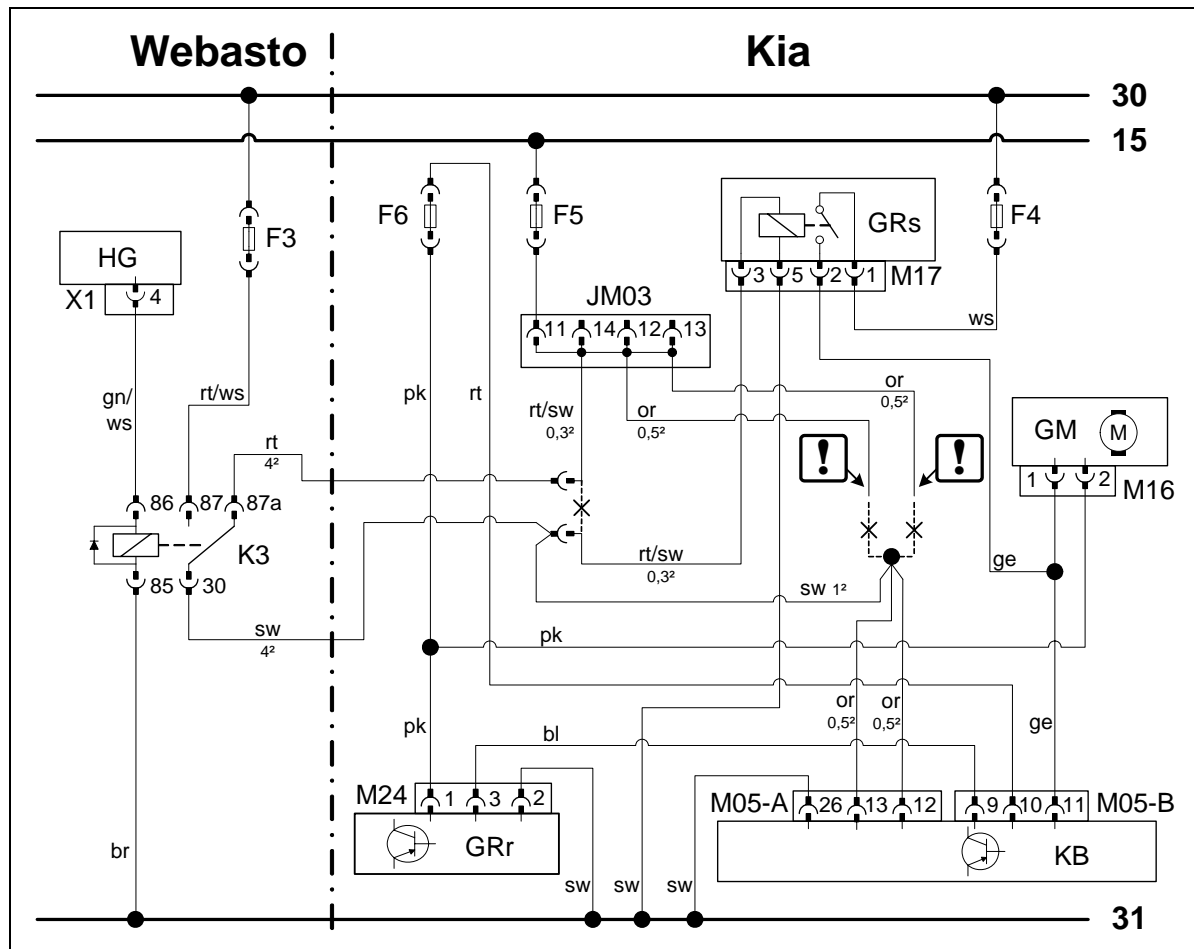 Webasto
Kia
30
15
F6
F5
GRs
F4
F3
HG
X1
4
3
5
2
1
M17
JM03
11
14
12
13
ws
gn/
ws
rt/ws
pk
rt
rt/sw
0,3²
or
0,5²
or
0,5²
GM
M
1
2
M16
!
!
rt
4²
86
87
87a
K3
85
30
rt/sw
0,3²
sw 1²
ge
sw
4²
pk
or
0,5²
or
0,5²
ge
pk
bl
M24
1
3
2
M05-A
26
13
12
9
10
11
M05-B
GRr
KB
br
sw
sw
sw
31